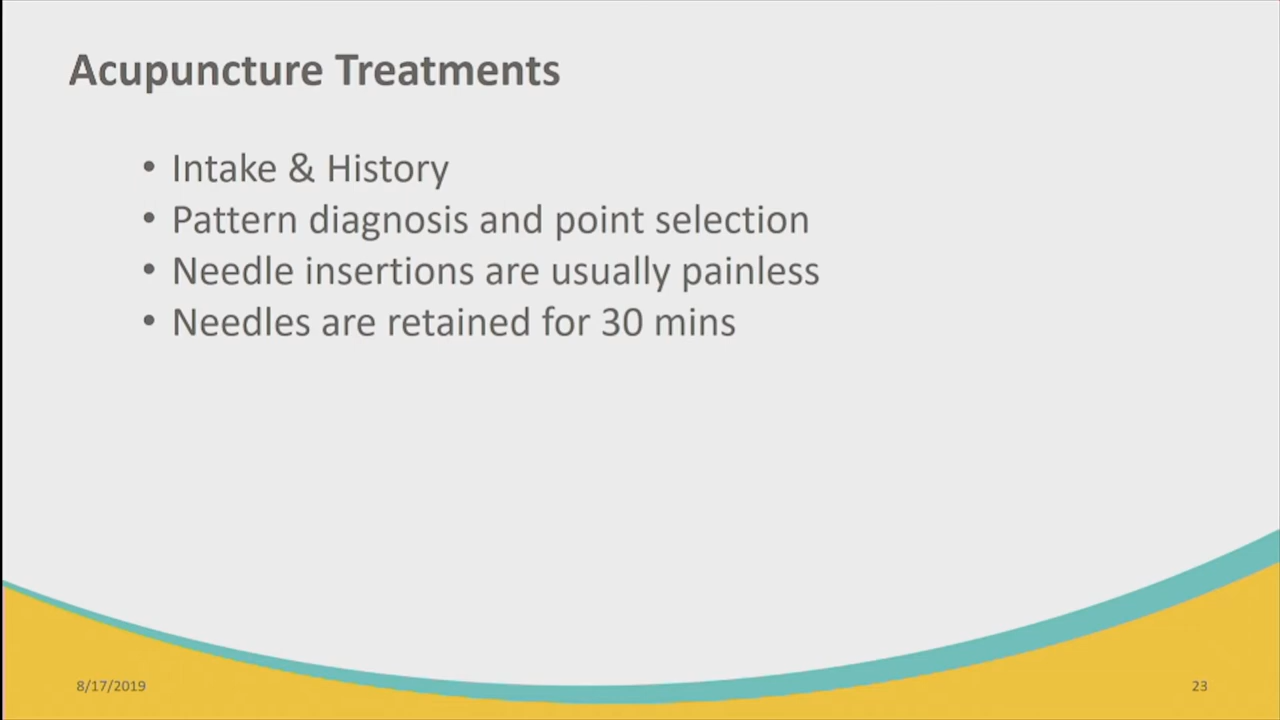 Acupuncture Treatments
• Intake & History
• Pattern diagnosis and point selection
• Needle insertions are usually painless
• Needles are retained for 30 mins
8/17/2019
23